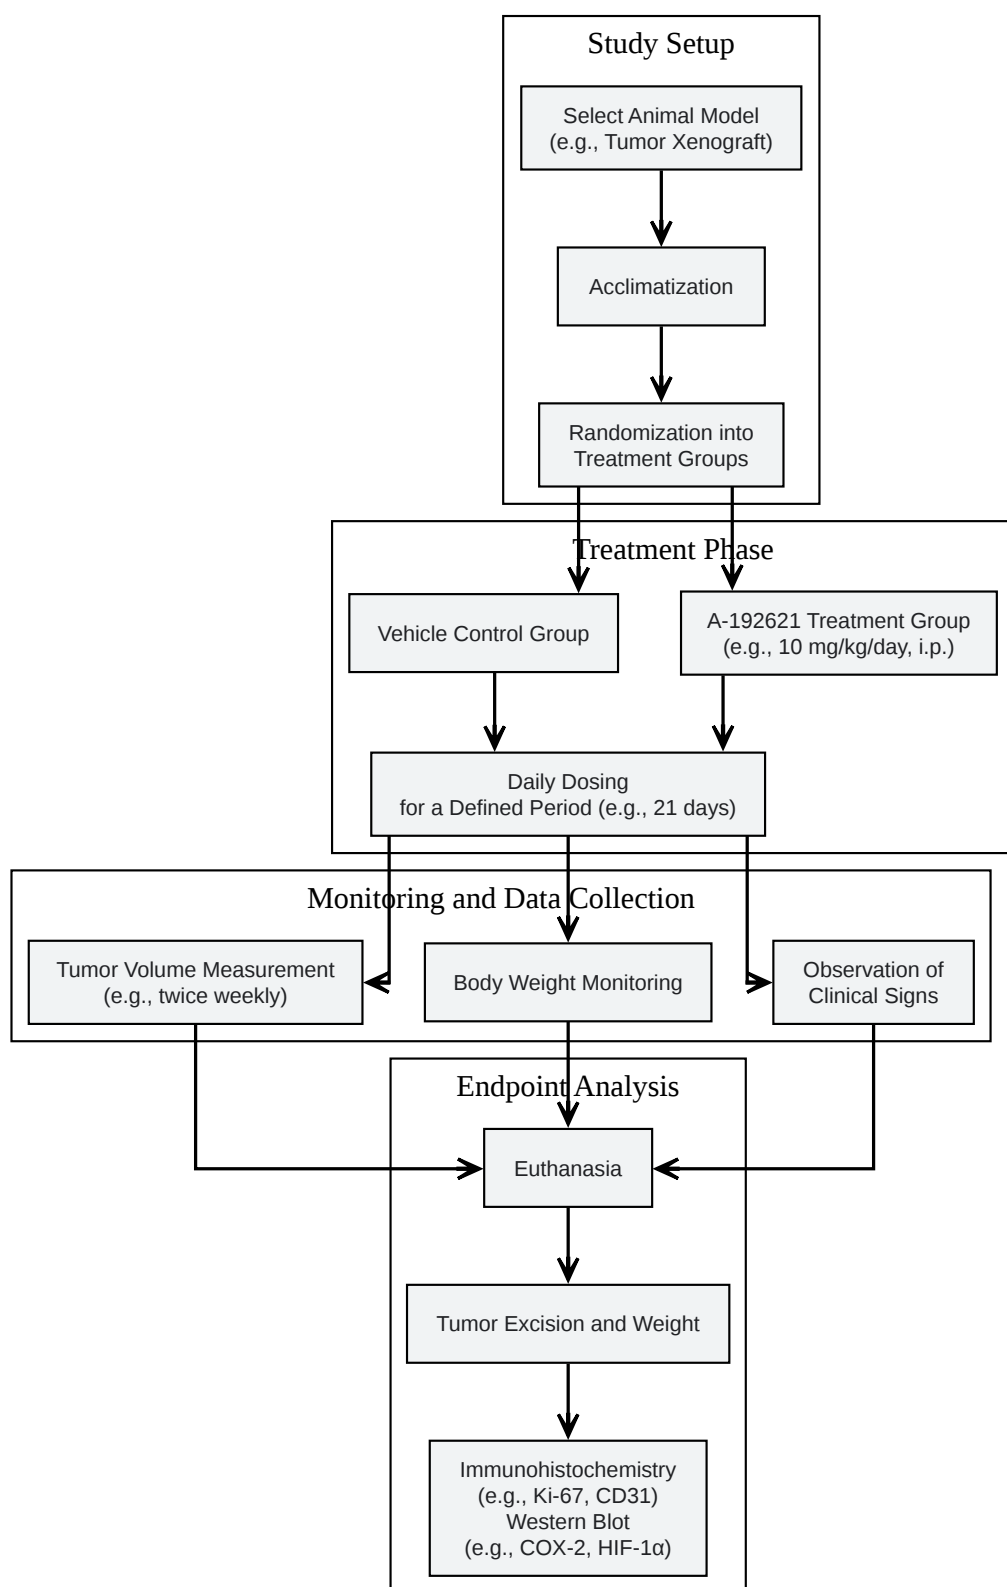 Study Setup
Select Animal Model
(e.g., Tumor Xenograft)
Acclimatization
Randomization into
Treatment Groups
Treatment Phase
Vehicle Control Group
A-192621 Treatment Group
(e.g., 10 mg/kg/day, i.p.)
Daily Dosing
for a Defined Period (e.g., 21 days)
Monitoring and Data Collection
Tumor Volume Measurement
(e.g., twice weekly)
Body Weight Monitoring
Observation of
Clinical Signs
Endpoint Analysis
Euthanasia
Tumor Excision and Weight
Immunohistochemistry
(e.g., Ki-67, CD31)
Western Blot
(e.g., COX-2, HIF-1α)